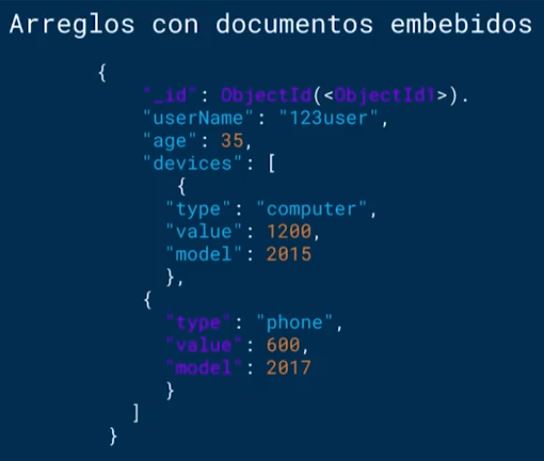 Arreglos con documentos embebidos
{
"_id": ObjectId(<ObjectId1>).
"userName": "123user",
"age": 35,
"devices": [
{
"type": "computer",
"value": 1200,
"model": 2015
},
{
"type": "phone",
"value": 600,
"model": 2017
}
]
}